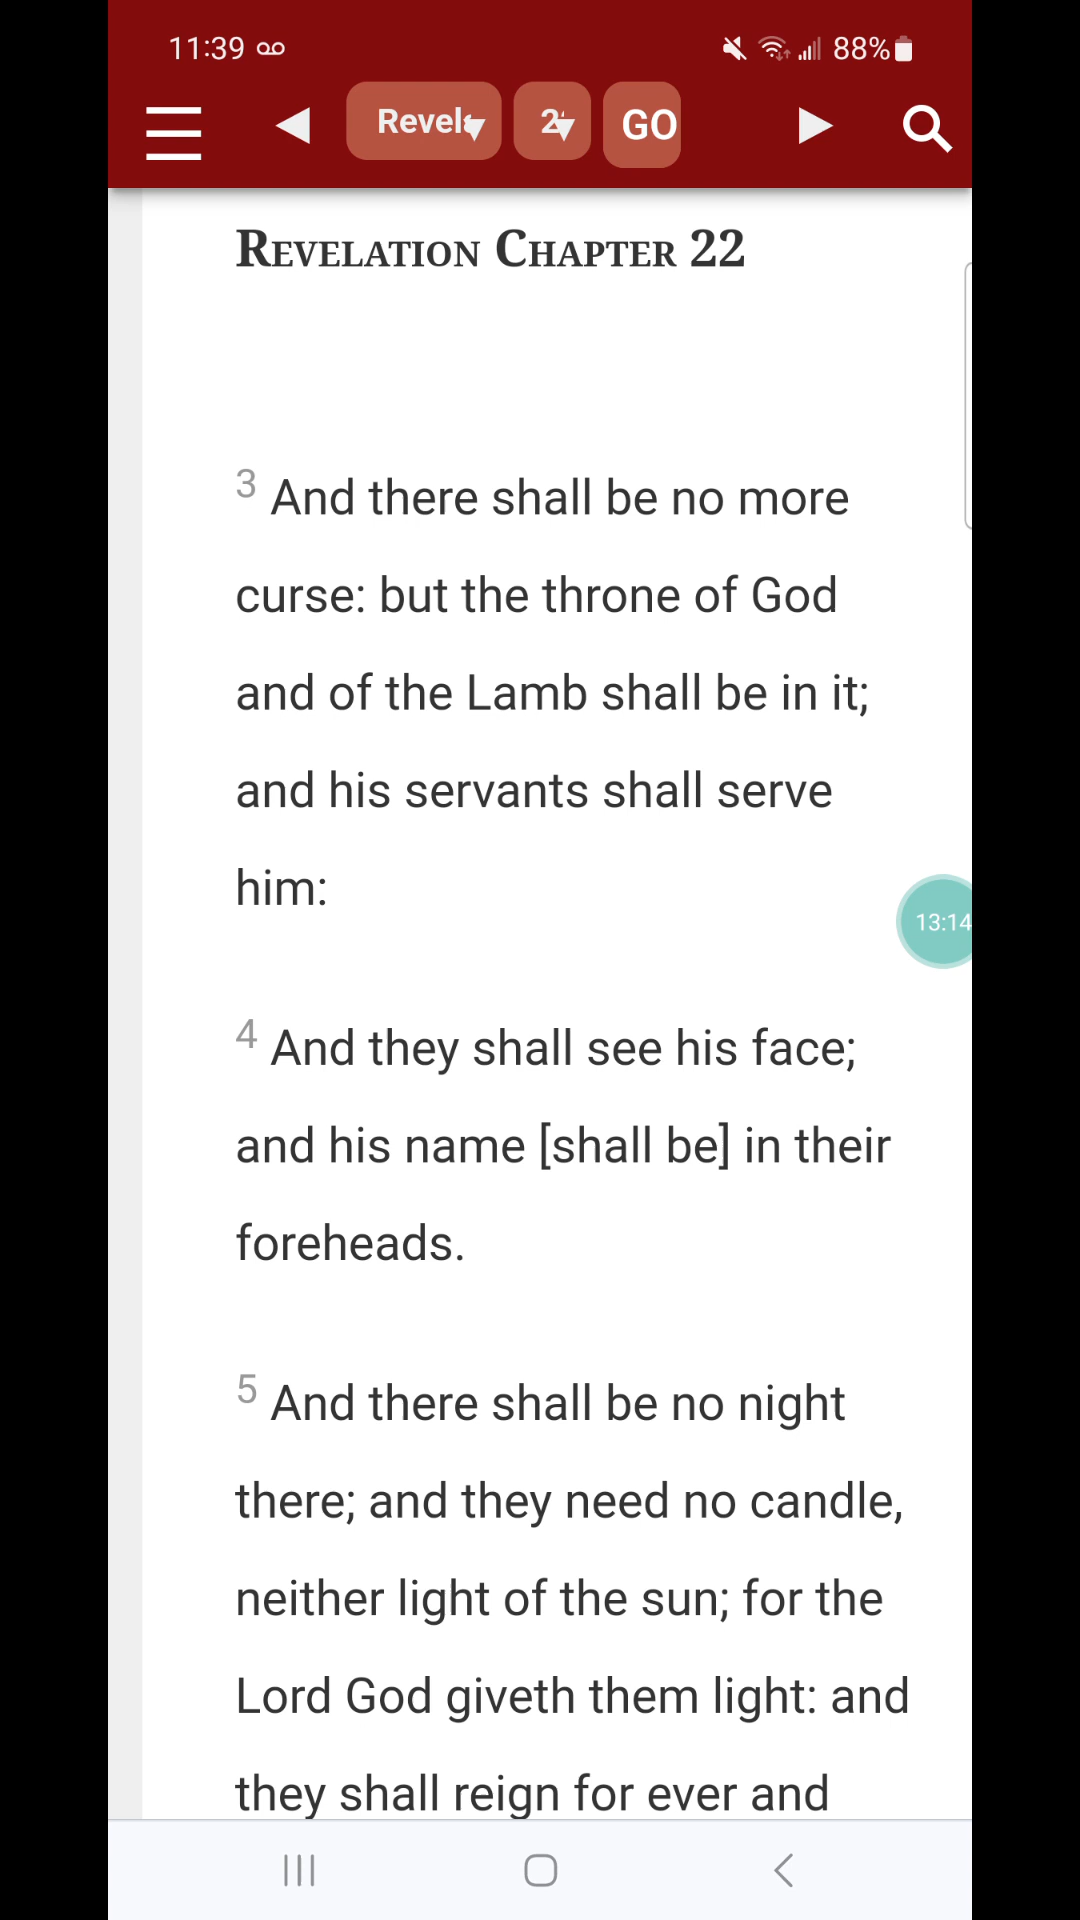 11:39
88%
Revela
2
GO
Revelation Chapter 22
3 And there shall be no more
curse: but the throne of God
and of the Lamb shall be in it;
and his servants shall serve
him:
13:14
4 And they shall see his face;
and his name [shall be] in their
foreheads.
5 And there shall be no night
there; and they need no candle,
neither light of the sun; for the
Lord God giveth them light: and
they shall reign for ever and